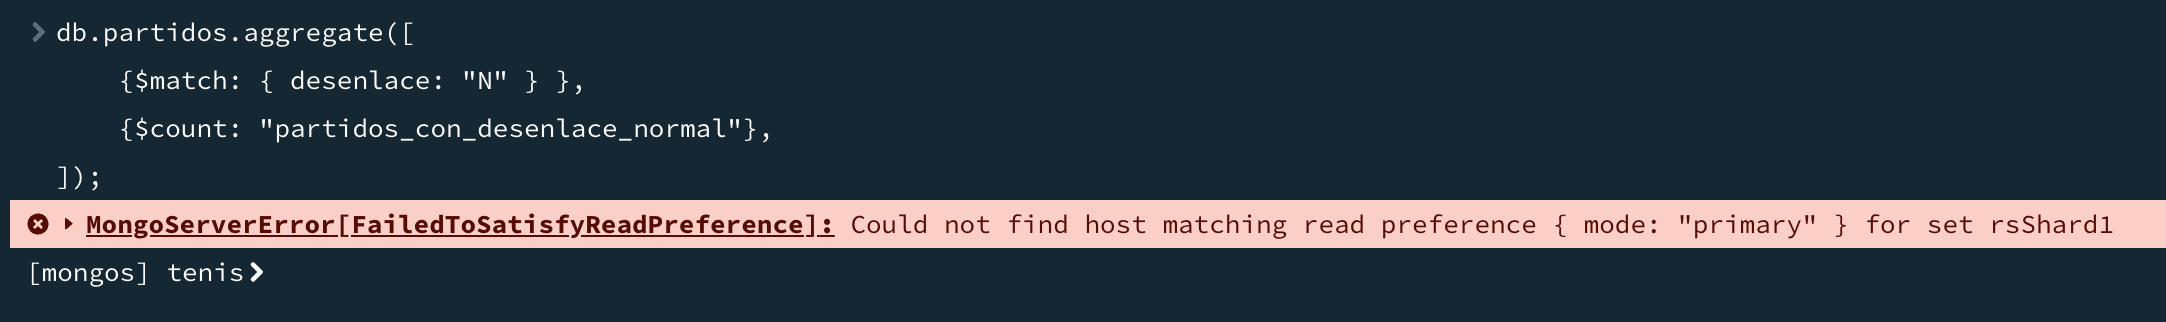 db.partidos.aggregate([
{$match: { desenlace: "N" } },
{$count: "partidos_con_desenlace_normal"},
]);
MongoServerError[FailedToSatisfyReadPreference]: Could not find host matching read preference { mode: "primary" } for set rsShard1
[mongos] tenis>